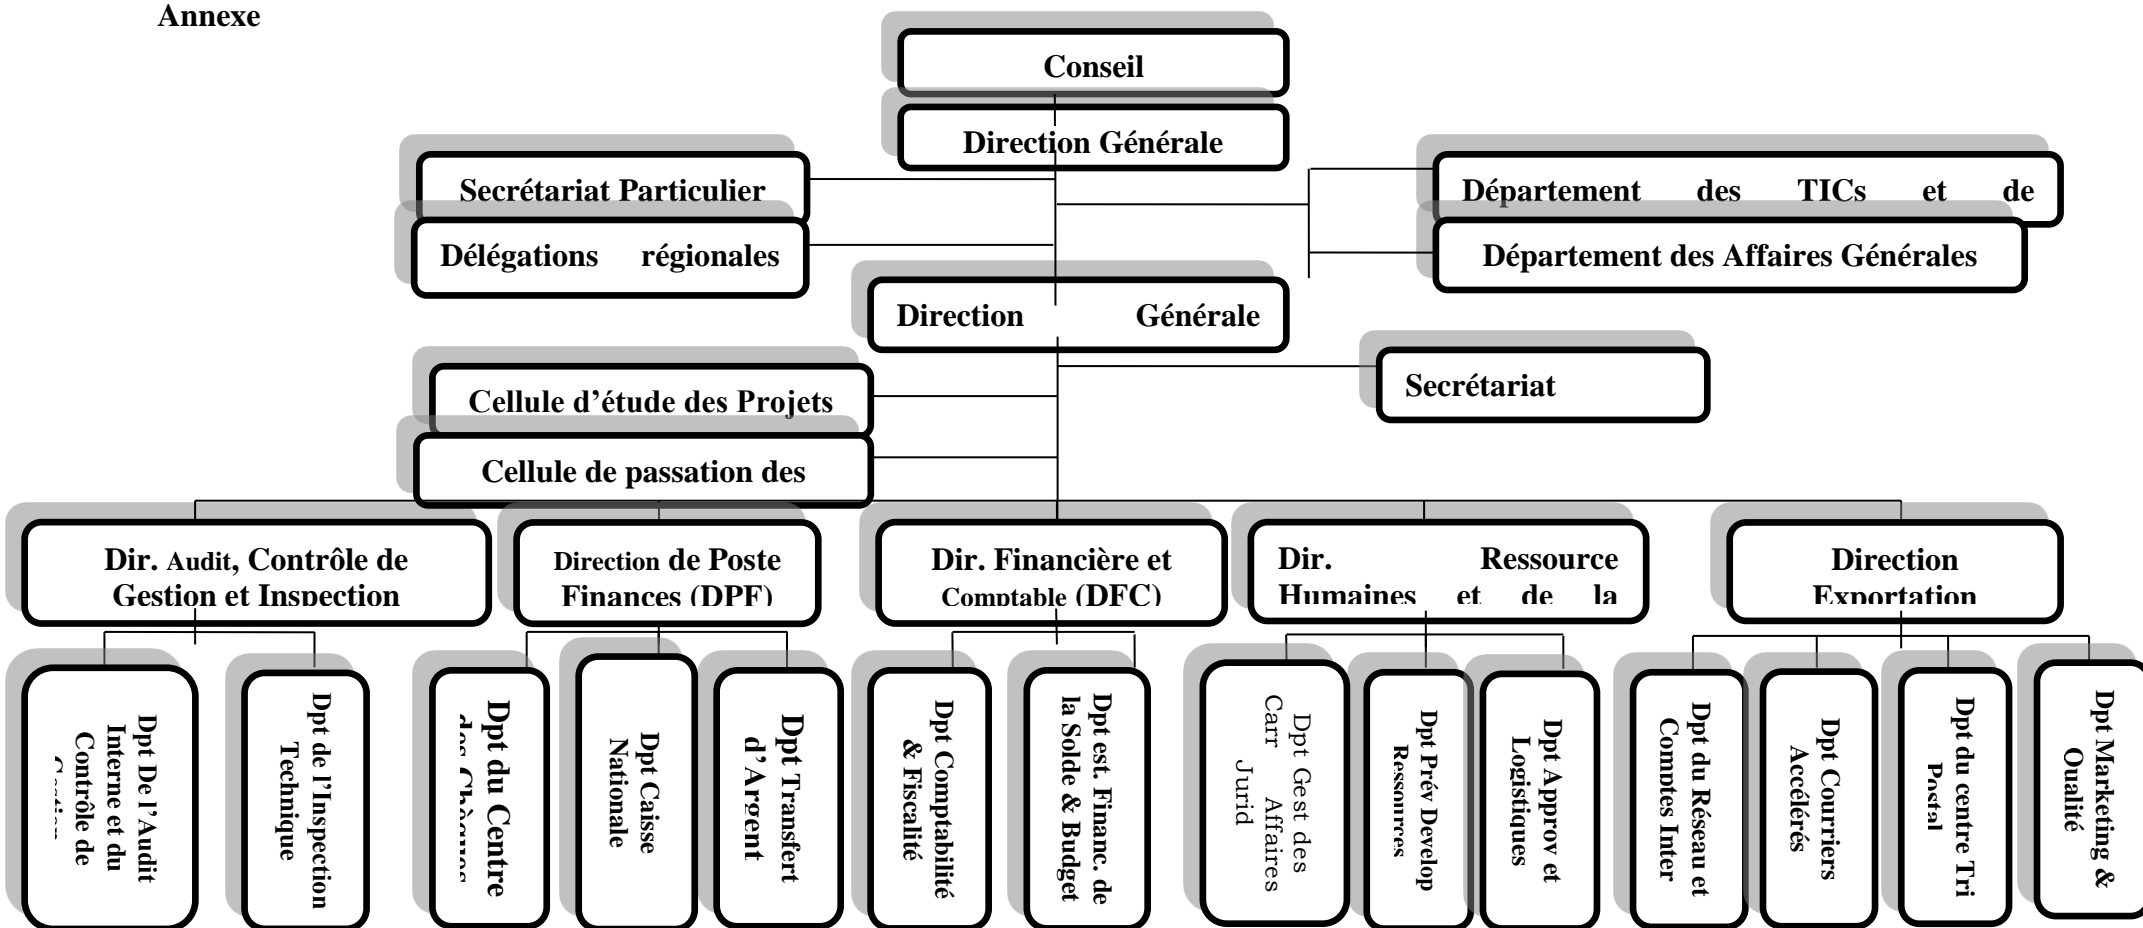 Annexe
Conseil
Direction Générale
Secrétariat Particulier
Département des TICs et de
Délégations régionales
Département des Affaires Générales
Direction Générale
Secrétariat
Cellule d’étude des Projets
Cellule de passation des
Dir. Audit, Contrôle de
Gestion et Inspection
Direction de Poste
Finances (DPF)
Dir. Financière et
Comptable (DFC)
Dir. Ressource
Humaines et de la
Direction
Exportation
Dpt De l’Audit
Interne et du
Contrôle de
Gestion
Dpt de l’Inspection
Technique
Dpt du Centre
des Chèques
Dpt Caisse
Nationale
Dpt Transfert
d’Argent
Dpt Comptabilité
& Fiscalité
Dpt est. Financ. de
la Solde & Budget
Dpt Gest des
Carr Affaires
Jurid
Dpt Prév Develop
Ressources
Dpt Approv et
Logistiques
Dpt du Réseau et
Comptes Inter
Dpt Courriers
Accélérés
Dpt du centre Tri
Postal
Dpt Marketing &
Qualité